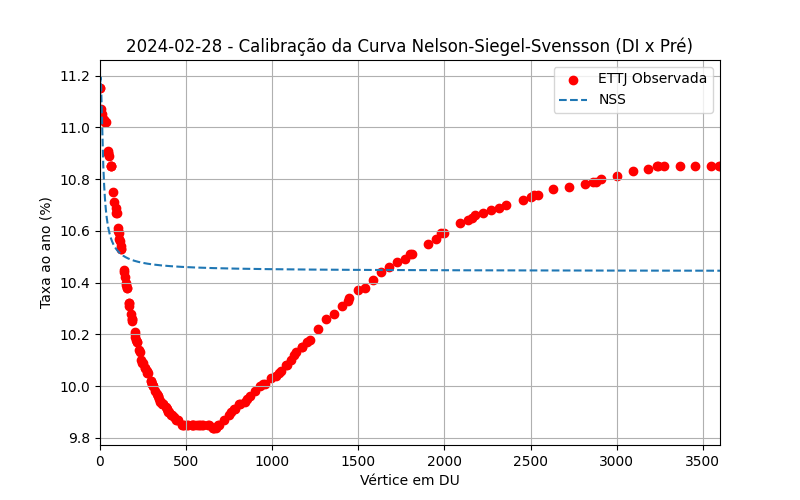 2024-02-28 - Calibração da Curva Nelson-Siegel-Svensson (DI x Pré)
ETTJ Observada
NSS
Taxa ao ano (%)
11.2
11.0
10.8
10.6
10.4
10.2
10.0
9.8
0 500 1000 1500 2000 2500 3000 3500
Vértice em DU